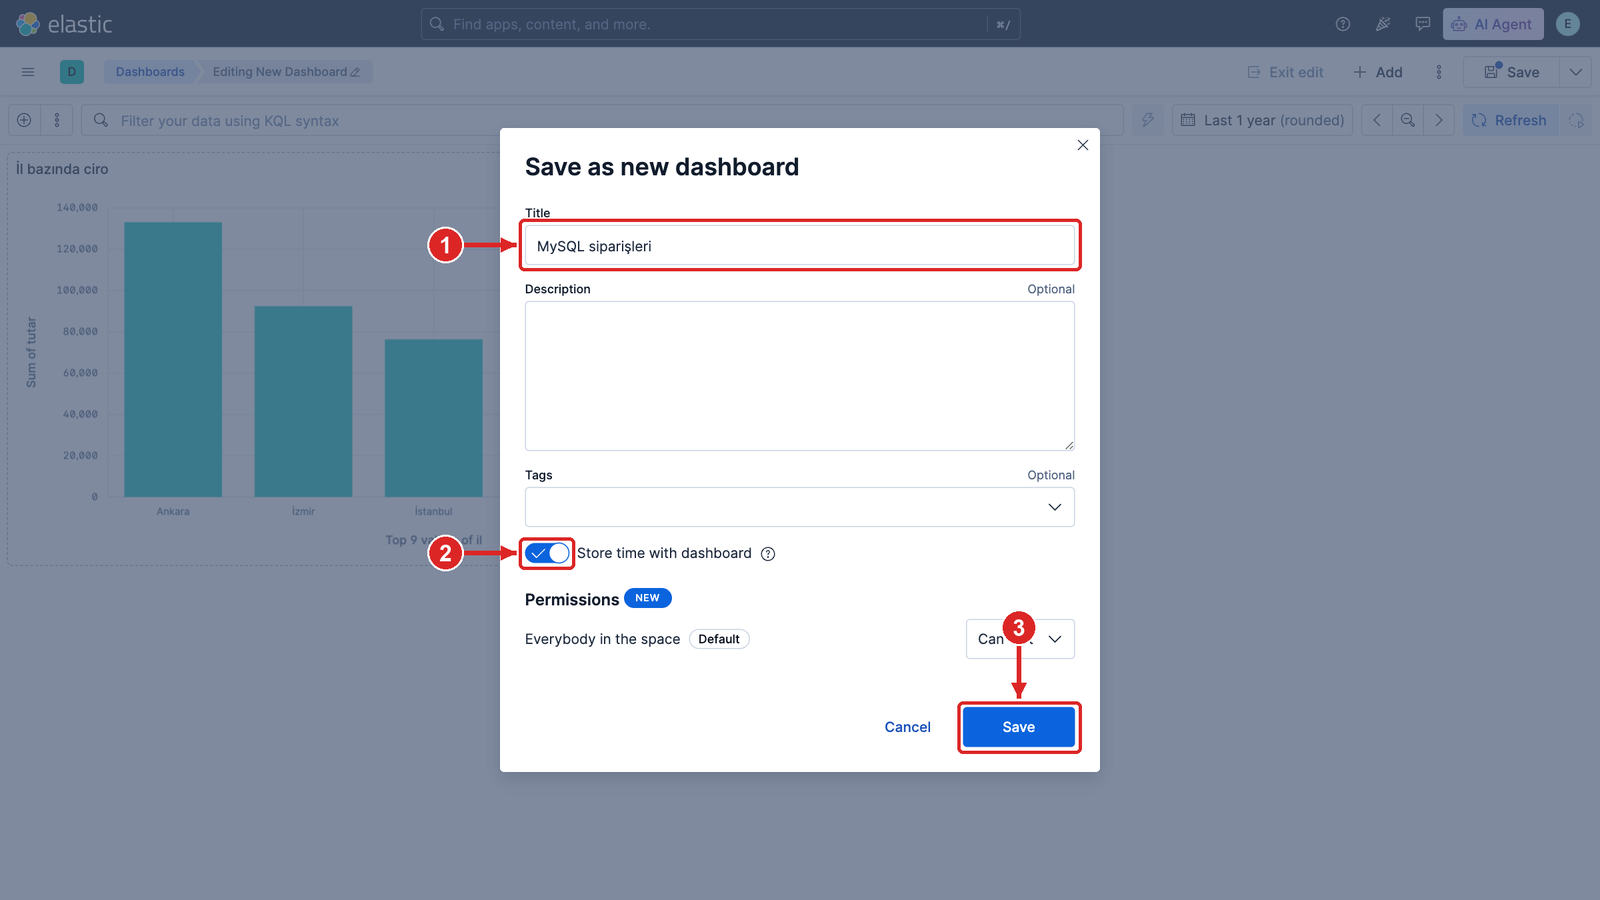 elastic
Find apps, content, and more.
⌘/
AI Agent
E
D
Dashboards
Editing New Dashboard
Exit edit
Add
Save
Filter your data using KQL syntax
Last 1 year (rounded)
Refresh
İl bazında ciro
140,000
120,000
100,000
80,000
60,000
40,000
20,000
0
Sum of tutar
Ankara
İzmir
İstanbul
Top 9 of il
Save as new dashboard
Title
1
MySQL siparişleri
Description
Optional
Tags
Optional
2
Store time with dashboard
Permissions
NEW
Everybody in the space
Default
Can
3
Cancel
Save